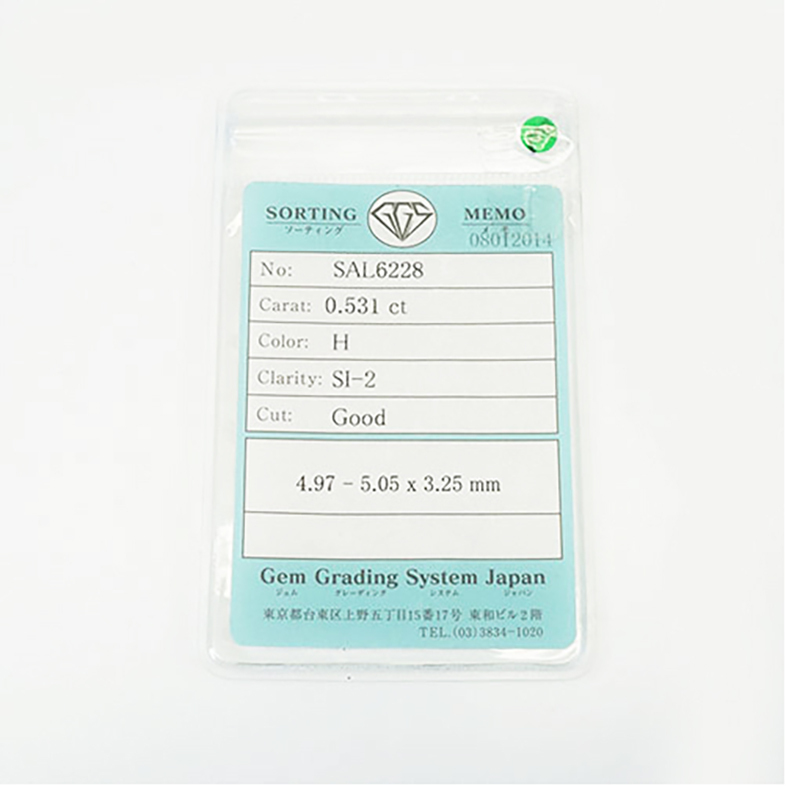 SORTING GGS MEMO
ソーティング メモ
08012014
No: SAL6228
Carat: 0.531 ct
Color: H
Clarity: SI-2
Cut: Good
4.97 - 5.05 x 3.25 mm
Gem Grading System Japan
ジェム グレーディング システム ジャパン
東京都台東区上野五丁目15番17号 東和ビル2階
TEL.(03)3834-1020